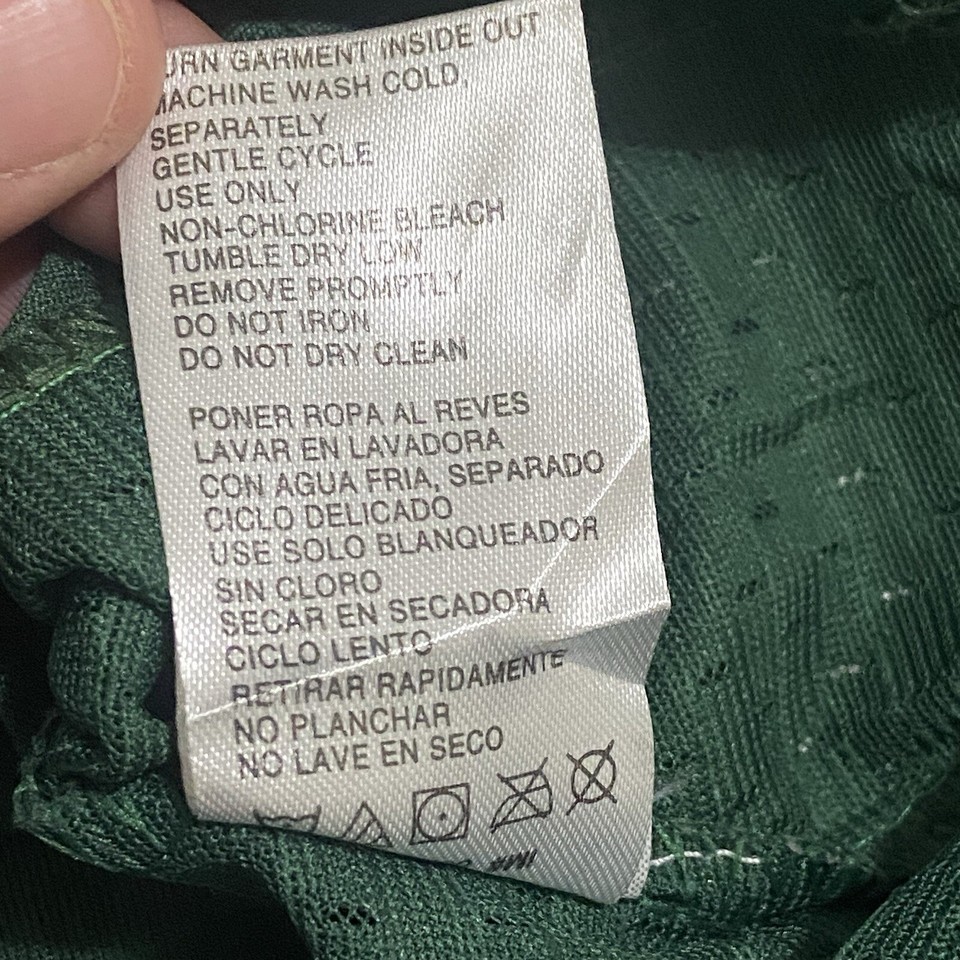 URN GARMENT INSIDE OUT
MACHINE WASH COLD,
SEPARATELY
GENTLE CYCLE
USE ONLY
NON-CHLORINE BLEACH
TUMBLE DRY LOW
REMOVE PROMPTLY
DO NOT IRON
DO NOT DRY CLEAN
PONER ROPA AL REVES
LAVAR EN LAVADORA
CON AGUA FRIA, SEPARADO
CICLO DELICADO
USE SOLO BLANQUEADOR
SIN CLORO
SECAR EN SECADORA
CICLO LENTO
RETIRAR RAPIDAMENTE
NO PLANCHAR
NO LAVE EN SECO